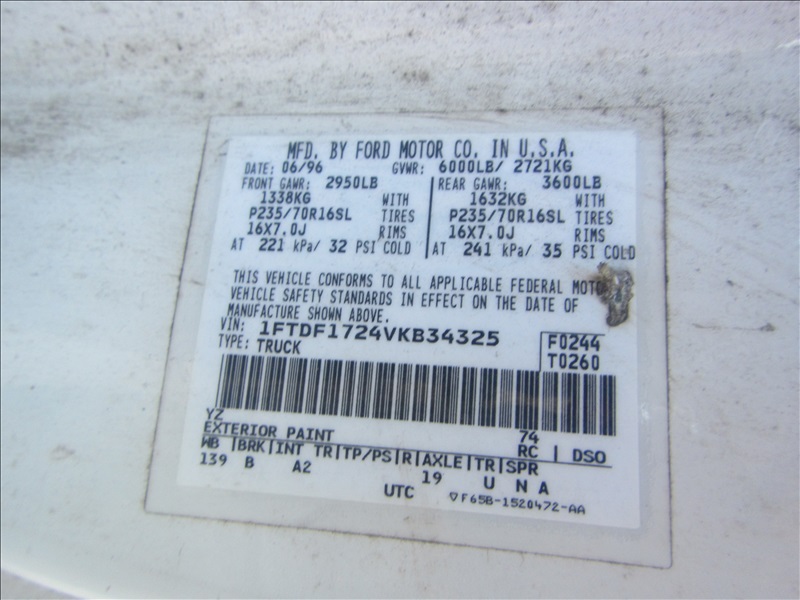 MFD. BY FORD MOTOR CO. IN U.S.A.
DATE: 06/96 GVWR: 6000LB/ 2721KG
FRONT GAWR: 2950LB REAR GAWR: 3600LB
1338KG WITH 1632KG WITH
P235/70R16SL TIRES P235/70R16SL TIRES
16X7.0J RIMS 16X7.0J RIMS
AT 221 kPa/ 32 PSI COLD AT 241 kPa/ 35 PSI COLD
THIS VEHICLE CONFORMS TO ALL APPLICABLE FEDERAL MOTOR
VEHICLE SAFETY STANDARDS IN EFFECT ON THE DATE OF
MANUFACTURE SHOWN ABOVE.
VIN: 1FTDF1724VKB34325 F0244
TYPE: TRUCK T0260
YZ 74
EXTERIOR PAINT RC | DSO
WB |BRK|INT TR|TP/PS|R|AXLE|TR|SPR
139 B A2 19 U N A
UTC ▽F65B-1520472-AA